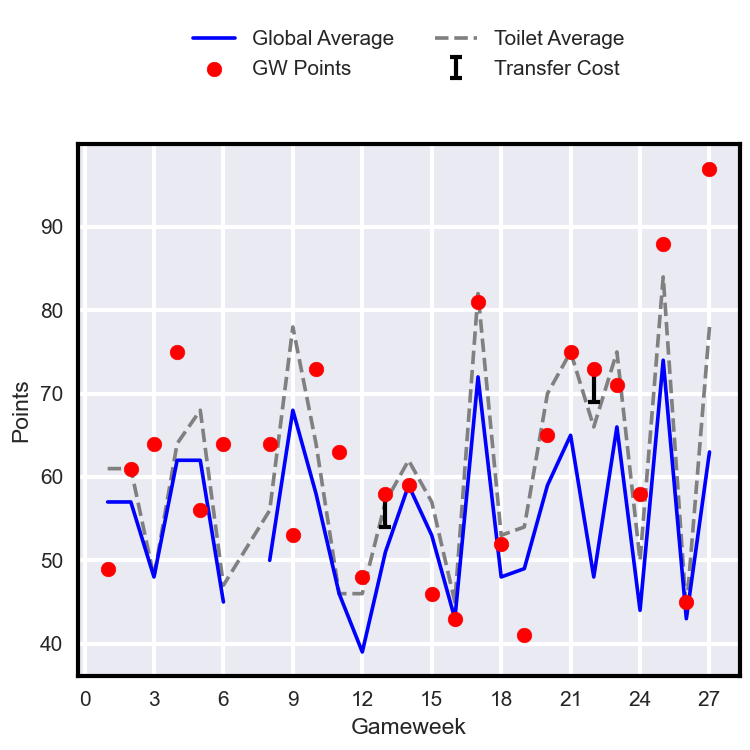 Global Average
Toilet Average
GW Points
Transfer Cost
90
80
70
60
50
40
Points
0 3 6 9 12 15 18 21 24 27
Gameweek